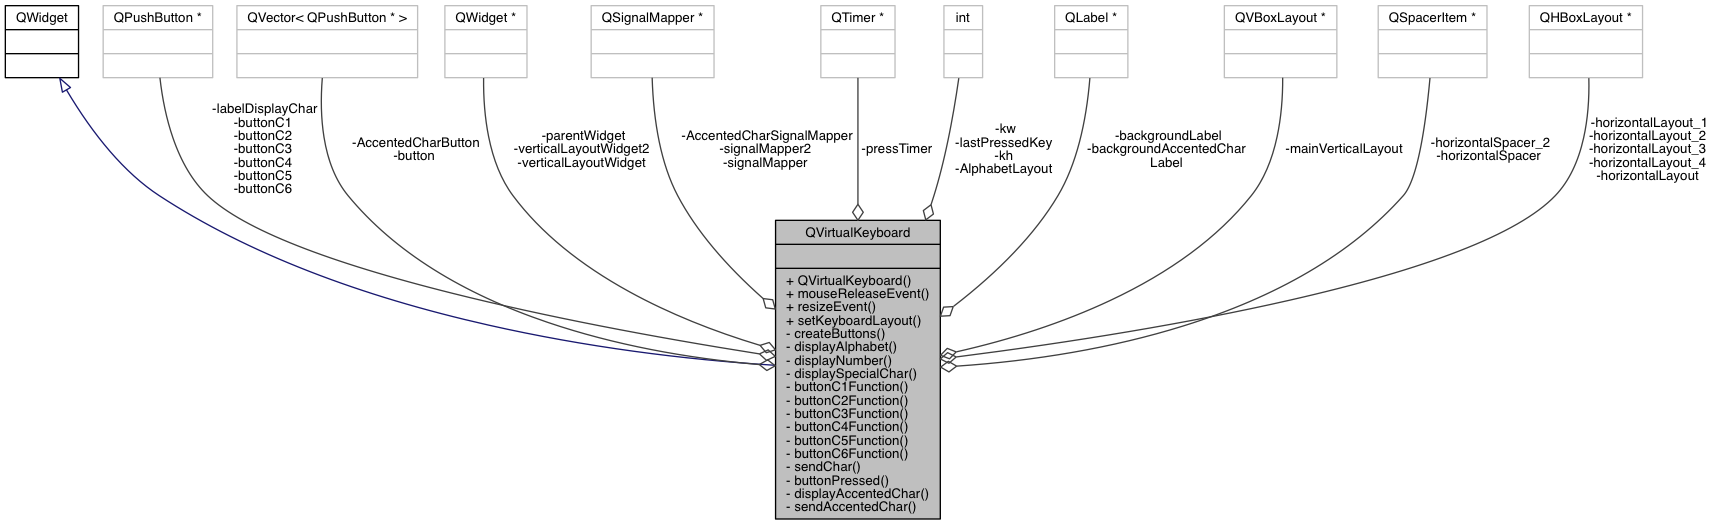 QWidget
QPushButton *
QVector< QPushButton * >
QWidget *
QSignalMapper *
QTimer *
int
QLabel *
QVBoxLayout *
QSpacerItem *
QHBoxLayout *
-labelDisplayChar
-buttonC1
-buttonC2
-buttonC3
-buttonC4
-buttonC5
-buttonC6
-AccentedCharButton
-button
-parentWidget
-verticalLayoutWidget2
-verticalLayoutWidget
-AccentedCharSignalMapper
-signalMapper2
-signalMapper
-pressTimer
-kw
-lastPressedKey
-kh
-AlphabetLayout
-backgroundLabel
-backgroundAccentedChar
Label
-mainVerticalLayout
-horizontalSpacer_2
-horizontalSpacer
-horizontalLayout_1
-horizontalLayout_2
-horizontalLayout_3
-horizontalLayout_4
-horizontalLayout
QVirtualKeyboard
+ QVirtualKeyboard()
+ mouseReleaseEvent()
+ resizeEvent()
+ setKeyboardLayout()
- createButtons()
- displayAlphabet()
- displayNumber()
- displaySpecialChar()
- buttonC1Function()
- buttonC2Function()
- buttonC3Function()
- buttonC4Function()
- buttonC5Function()
- buttonC6Function()
- sendChar()
- buttonPressed()
- displayAccentedChar()
- sendAccentedChar()